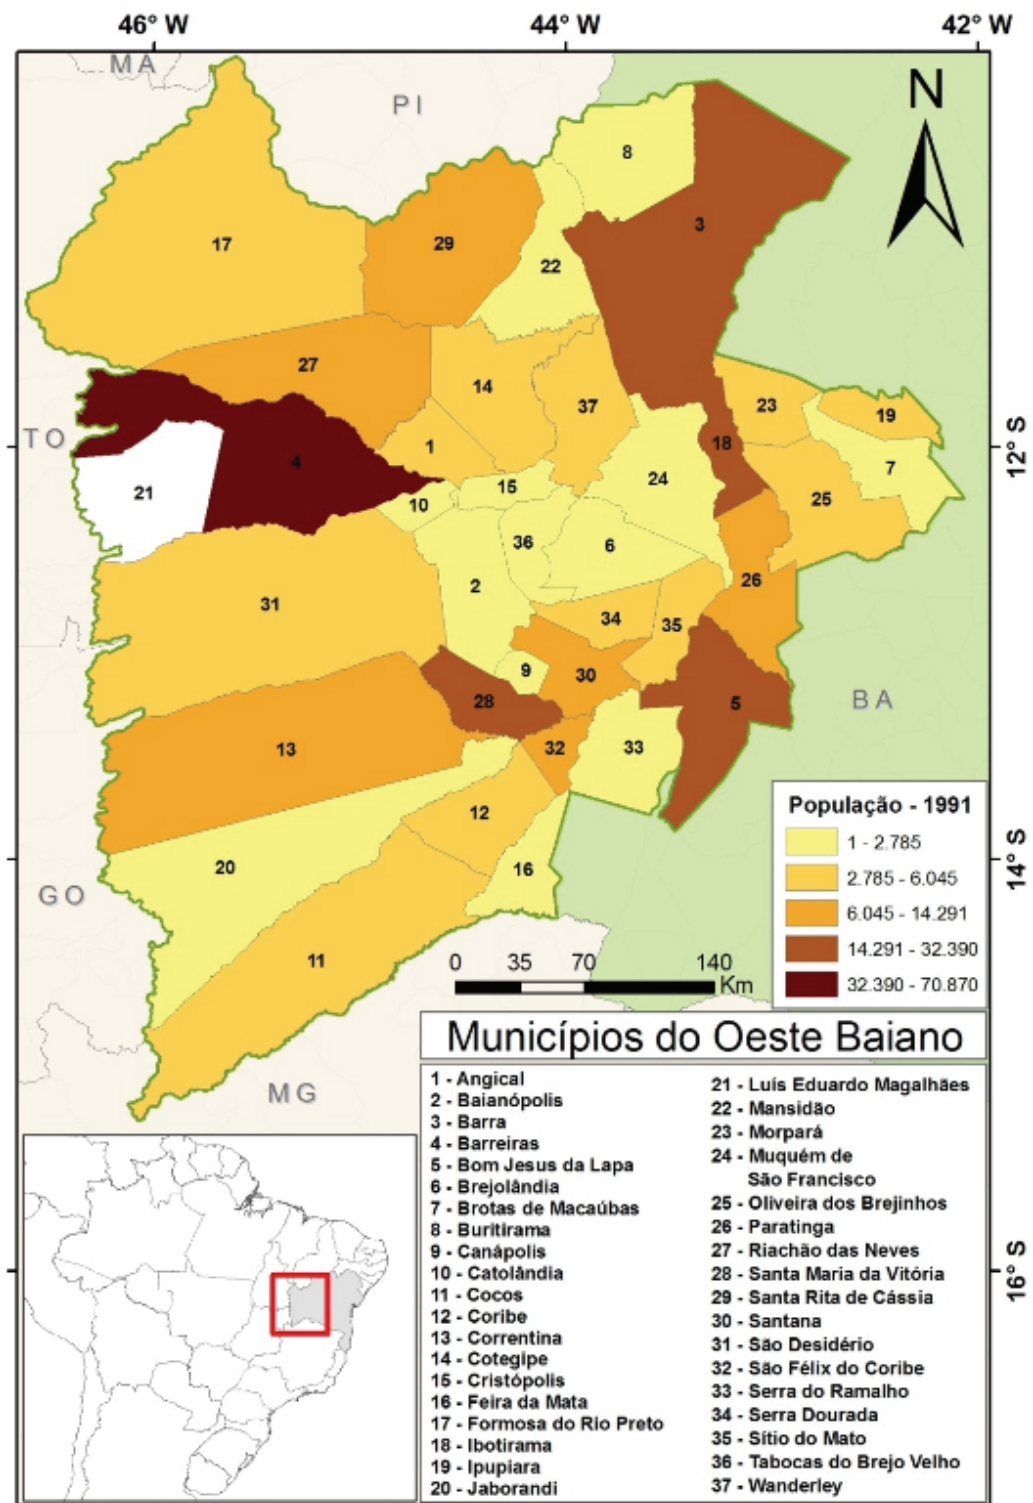 46° W
44° W
42° W
MA
PI
N
8
3
17
29
22
27
14
37
23
19
TO
1
18
12° S
4
24
7
21
15
25
10
36
6
2
26
31
34
35
9
30
28
5
BA
13
32
33
População - 1991
12
1 - 2.785
20
16
14° S
2.785 - 6.045
GO
6.045 - 14.291
11
14.291 - 32.390
0 35 70 140
Km
32.390 - 70.870
MG
Municípios do Oeste Baiano
1 - Angical
2 - Baianópolis
3 - Barra
4 - Barreiras
5 - Bom Jesus da Lapa
6 - Brejolândia
7 - Brotas de Macaúbas
8 - Buritirama
9 - Canápolis
10 - Catolândia
11 - Cocos
12 - Coribe
13 - Correntina
14 - Cotegipe
15 - Cristópolis
16 - Feira da Mata
17 - Formosa do Rio Preto
18 - Ibotirama
19 - Ipupiara
20 - Jaborandi
21 - Luís Eduardo Magalhães
22 - Mansidão
23 - Morpará
24 - Muquém de
São Francisco
25 - Oliveira dos Brejinhos
26 - Paratinga
27 - Riachão das Neves
28 - Santa Maria da Vitória
29 - Santa Rita de Cássia
30 - Santana
31 - São Desidério
32 - São Félix do Coribe
33 - Serra do Ramalho
34 - Serra Dourada
35 - Sítio do Mato
36 - Tabocas do Brejo Velho
37 - Wanderley
16° S